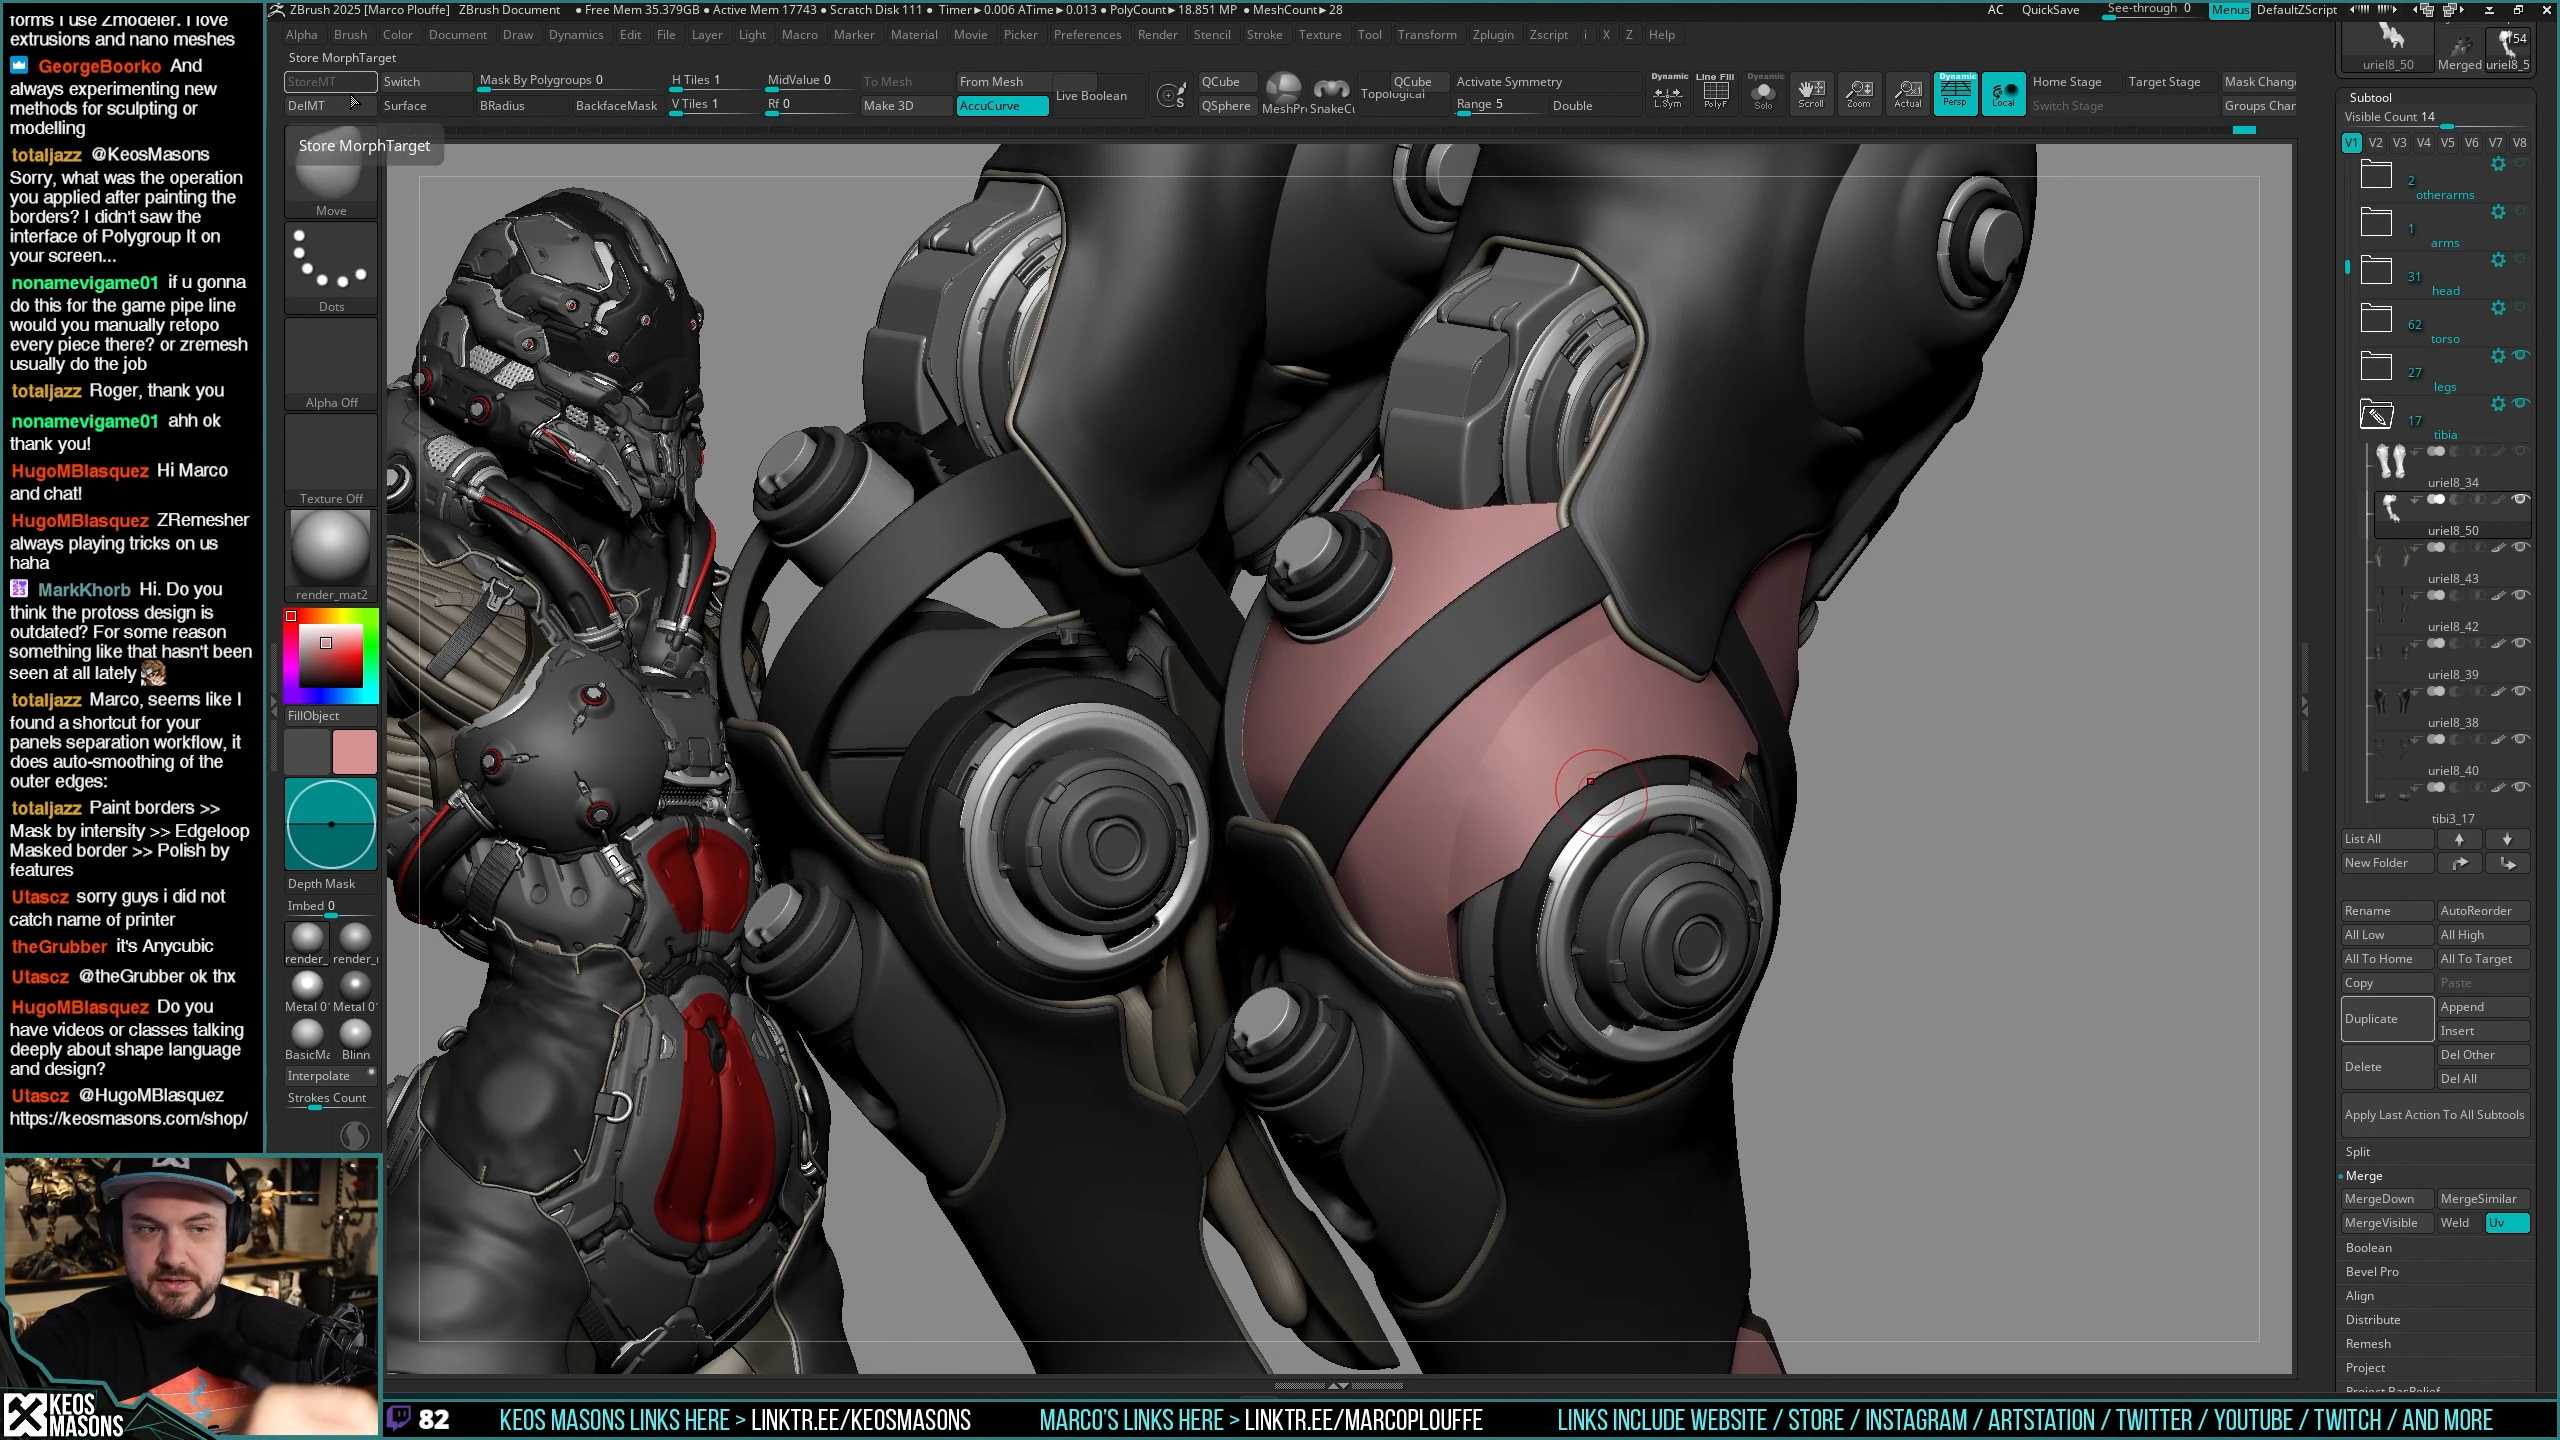 forms I use Zmodeler. I love
extrusions and nano meshes
GeorgeBoorko And
always experimenting new
methods for sculpting or
modelling
totaljazz @KeosMasons
Sorry, what was the operation
you applied after painting the
borders? I didn't saw the
interface of Polygroup It on
your screen...
nonamevigame01 if u gonna
do this for the game pipe line
would you manually retopo
every piece there? or zremesh
usually do the job
totaljazz Roger, thank you
nonamevigame01 ahh ok
thank you!
HugoMBlasquez Hi Marco
and chat!
HugoMBlasquez ZRemesher
always playing tricks on us
haha
MarkKhorb Hi. Do you
think the protoss design is
outdated? For some reason
something like that hasn't been
seen at all lately
totaljazz Marco, seems like I
found a shortcut for your
panels separation workflow, it
does auto-smoothing of the
outer edges:
totaljazz Paint borders >>
Mask by intensity >> Edgeloop
Masked border >> Polish by
features
Utascz sorry guys i did not
catch name of printer
theGrubber it's Anycubic
Utascz @theGrubber ok thx
HugoMBlasquez Do you
have videos or classes talking
deeply about shape language
and design?
Utascz @HugoMBlasquez
https://keosmasons.com/shop/
ZBrush 2025 [Marco Plouffe] ZBrush Document ● Free Mem 35.379GB ● Active Mem 17743 ● Scratch Disk 111 ● Timer►0.006 ATime►0.013 ● PolyCount►18.851 MP ● MeshCount►28
AC QuickSave See-through 0 Menus DefaultZScript
Alpha Brush Color Document Draw Dynamics Edit File Layer Light Macro Marker Material Movie Picker Preferences Render Stencil Stroke Texture Tool Transform Zplugin Zscript i X Z Help
Store MorphTarget
StoreMT Switch Mask By Polygroups 0 H Tiles 1 MidValue 0 To Mesh From Mesh Live Boolean QCube QCube Activate Symmetry
DelMT Surface BRadius BackfaceMask V Tiles 1 Rf 0 Make 3D AccuCurve QSphere Topological Range 5 Double
Dynamic L.Sym Line Fill PolyF Dynamic Solo Scroll Zoom Actual Dynamic Persp Local
Home Stage Target Stage
Switch Stage
Store MorphTarget
Move
Dots
Alpha Off
Texture Off
render_mat2
FillObject
Depth Mask
Imbed 0
Metal 0 Metal 0
Blinn
Interpolate
Strokes Count
154
uriel8_50 Merged uriel8_5
Subtool
Visible Count 14
V1 V2 V3 V4 V5 V6 V7 V8
2
otherarms
1
arms
31
head
62
torso
27
legs
17
tibia
uriel8_34
uriel8_50
uriel8_43
uriel8_42
uriel8_39
uriel8_38
uriel8_40
tibi3_17
List All
New Folder
Rename AutoReorder
All Low All High
All To Home All To Target
Copy Paste
Duplicate Append
Insert
Delete Del Other
Del All
Apply Last Action To All Subtools
Split
Merge
MergeDown MergeSimilar
MergeVisible Weld Uv
Boolean
Bevel Pro
Align
Distribute
Remesh
Project
KEOS
MASONS
82 KEOS MASONS LINKS HERE > LINKTR.EE/KEOSMASONS MARCO'S LINKS HERE > LINKTR.EE/MARCOPLOUFFE LINKS INCLUDE WEBSITE / STORE / INSTAGRAM / ARTSTATION / TWITTER / YOUTUBE / TWITCH / AND MORE